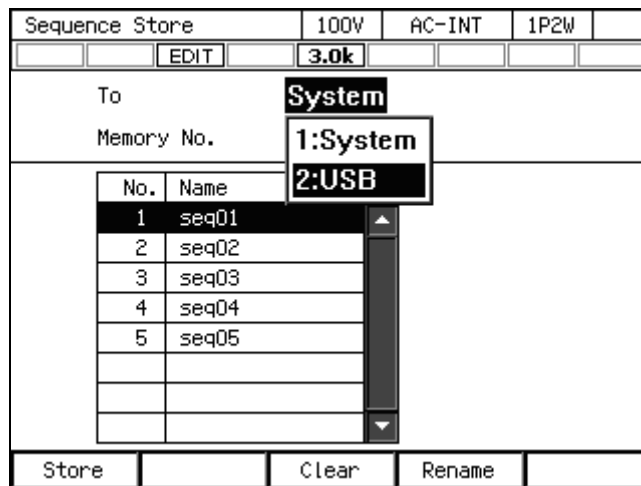 Sequence Store 100V AC-INT 1P2W
EDIT 3.0k
To System
Memory No. 1:System
2:USB
No. Name
1 seq01
2 seq02
3 seq03
4 seq04
5 seq05
Store Clear Rename